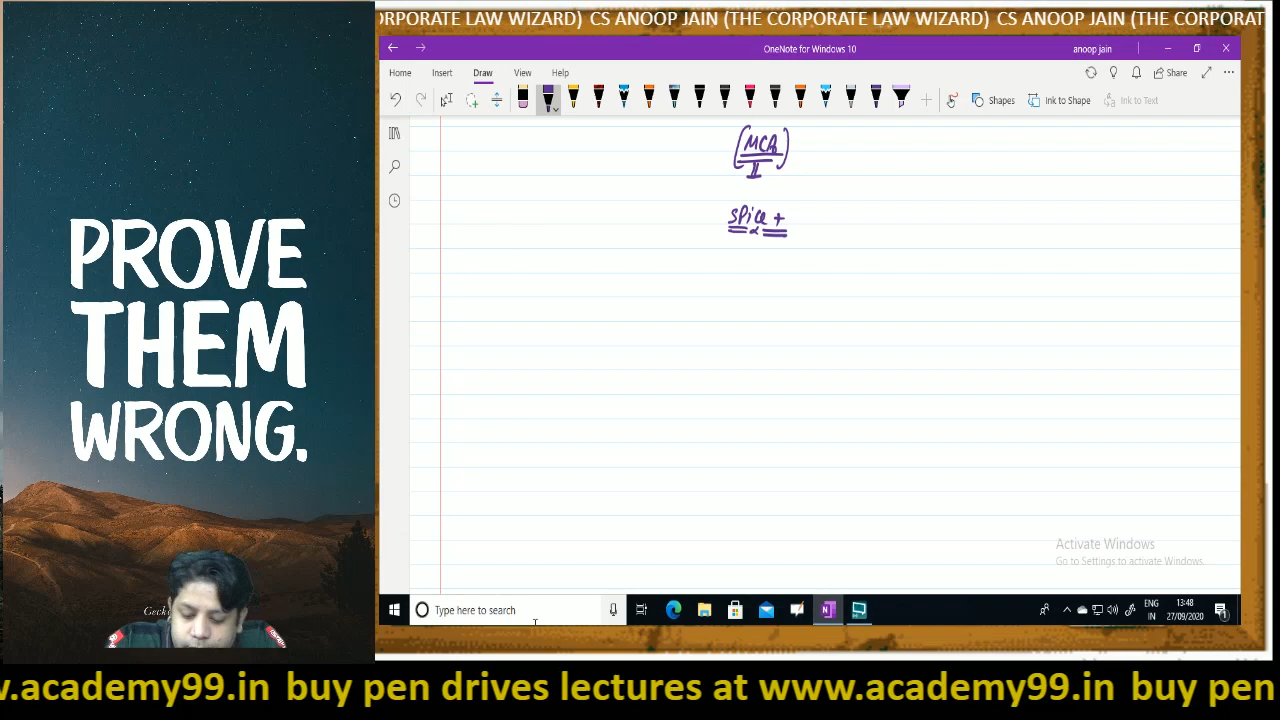 ORPORATE LAW WIZARD) CS ANOOP JAIN (THE CORPORATE LAW WIZARD) CS ANOOP JAIN (THE CORPORAT
OneNote for Windows 10
anoop jain
Home Insert Draw View Help
Share
Shapes
Ink to Shape
Ink to Text
(MCA)
SPice +
PROVE
THEM
WRONG.
Activate Windows
Go to Settings to activate Windows.
Type here to search
ENG
IN
13:48
27/09/2020
w.academy99.in buy pen drives lectures at www.academy99.in buy pen